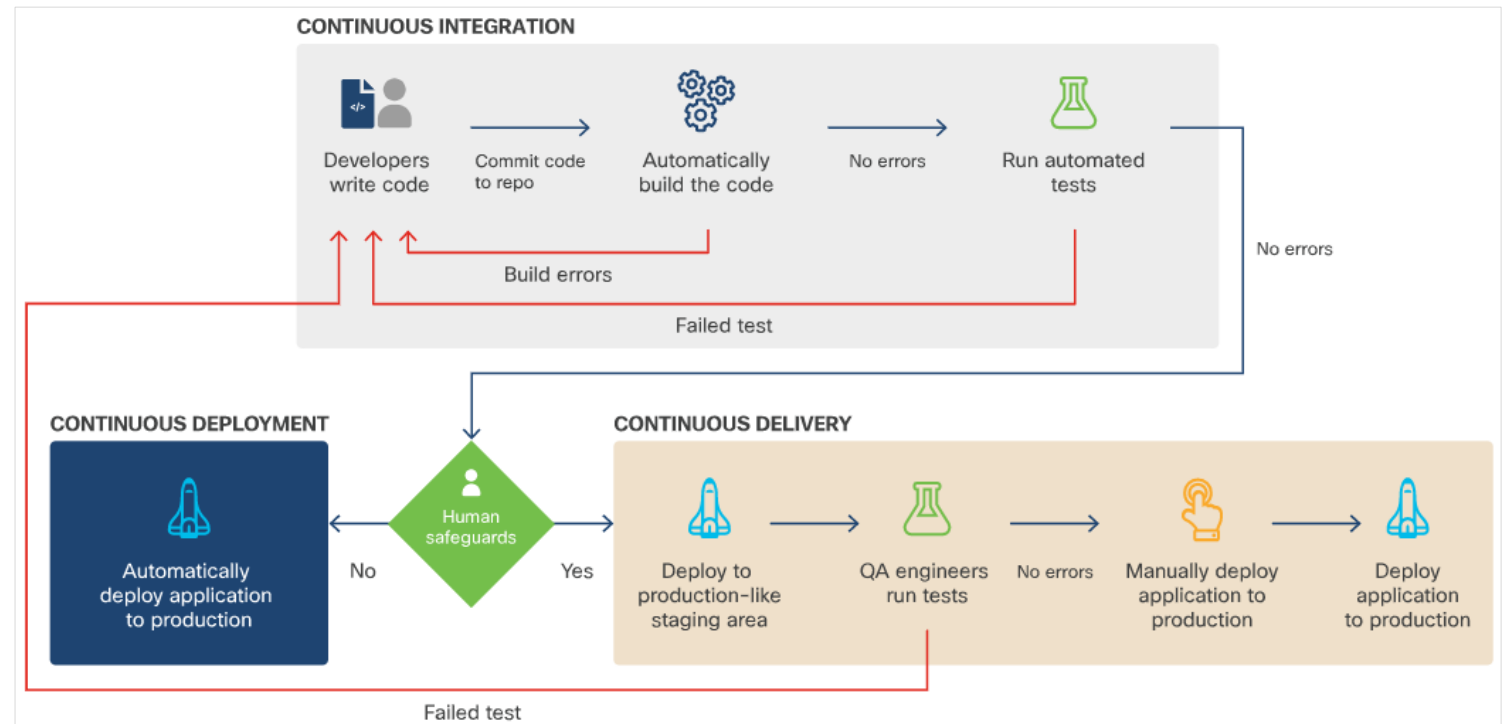 CONTINUOUS INTEGRATION
</>
Developers
write code
Commit code
to repo
Automatically
build the code
No errors
Run automated
tests
No errors
Build errors
Failed test
CONTINUOUS DEPLOYMENT
Automatically
deploy application
to production
No
Human
safeguards
Yes
CONTINUOUS DELIVERY
Deploy to
production-like
staging area
QA engineers
run tests
No errors
Manually deploy
application to
production
Deploy
application
to production
Failed test